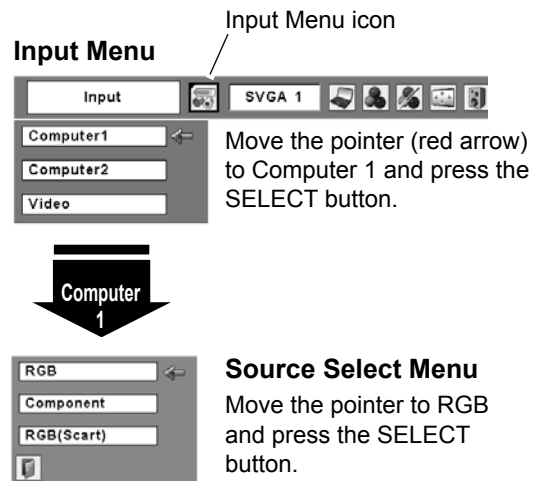 Input Menu icon
Input Menu
Input
SVGA 1
Computer1
Computer2
Video
Move the pointer (red arrow)
to Computer 1 and press the
SELECT button.
Computer
1
RGB
Component
RGB(Scart)
Source Select Menu
Move the pointer to RGB
and press the SELECT
button.